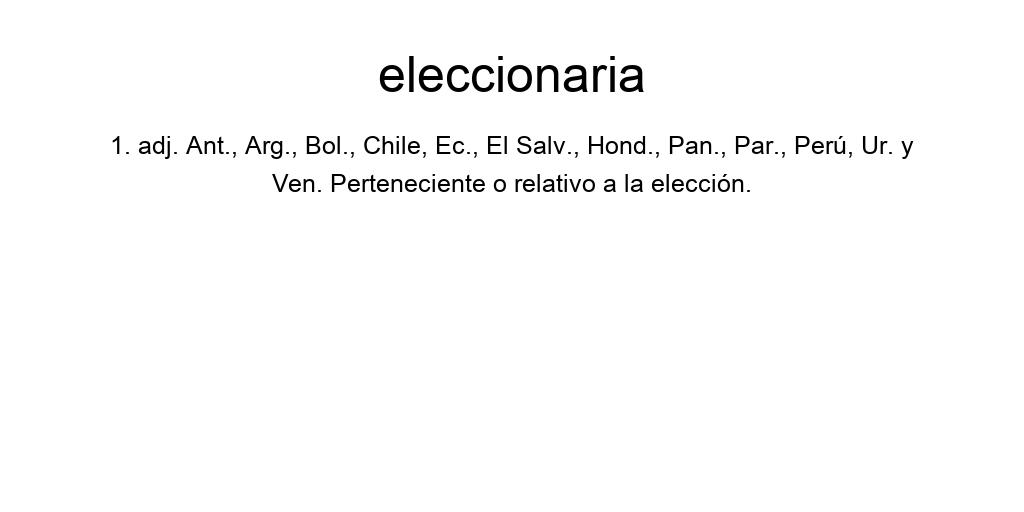 eleccionaria
1. adj. Ant., Arg., Bol., Chile, Ec., El Salv., Hond., Pan., Par., Perú, Ur. y
Ven. Perteneciente o relativo a la elección.